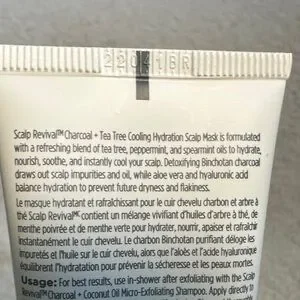 22041BR
Scalp Revival™ Charcoal + Tea Tree Cooling Hydration Scalp Mask is formulated
with a refreshing blend of tea tree, peppermint, and spearmint oils to hydrate,
nourish, soothe, and instantly cool your scalp. Detoxifying Binchotan charcoal
draws out scalp impurities and oil, while aloe vera and hyaluronic acid
balance hydration to prevent future dryness and flakiness.
Le masque hydratant et rafraîchissant pour le cuir chevelu charbon et arbre à
thé Scalp Revivalᴹᶜ contient un mélange vivifiant d'huiles d'arbre à thé, de
menthe poivrée et de menthe verte pour hydrater, nourrir, apaiser et rafraîchir
instantanément le cuir chevelu. Le charbon Binchotan purifiant déloge les
impuretés et l'huile sur le cuir chevelu, alors que l'aloès et l'acide hyaluronique
équilibrent l'hydratation pour prévenir la sécheresse et les peaux mortes.
Usage: For best results, use in-shower after exfoliating with the Scalp
Revival™ Charcoal + Coconut Oil Micro-Exfoliating Shampoo. Apply directly to